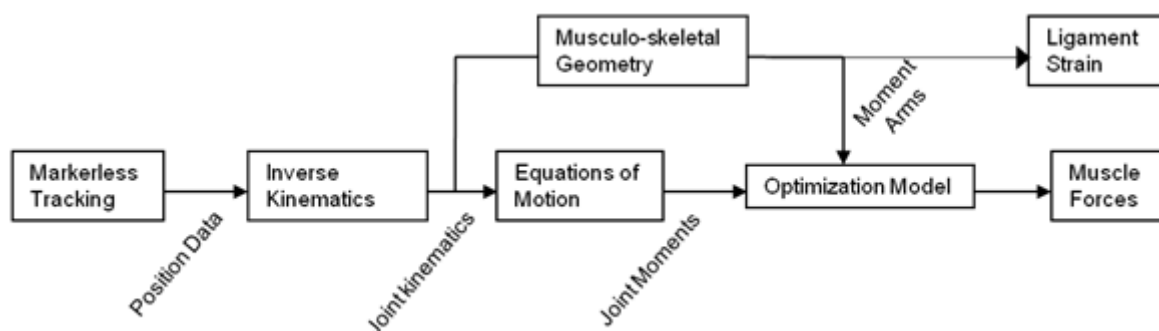 Musculo-skeletal
Geometry
Ligament
Strain
Moment
Arms
Markerless
Tracking
Inverse
Kinematics
Equations of
Motion
Optimization Model
Muscle
Forces
Position Data
Joint kinematics
Joint Moments